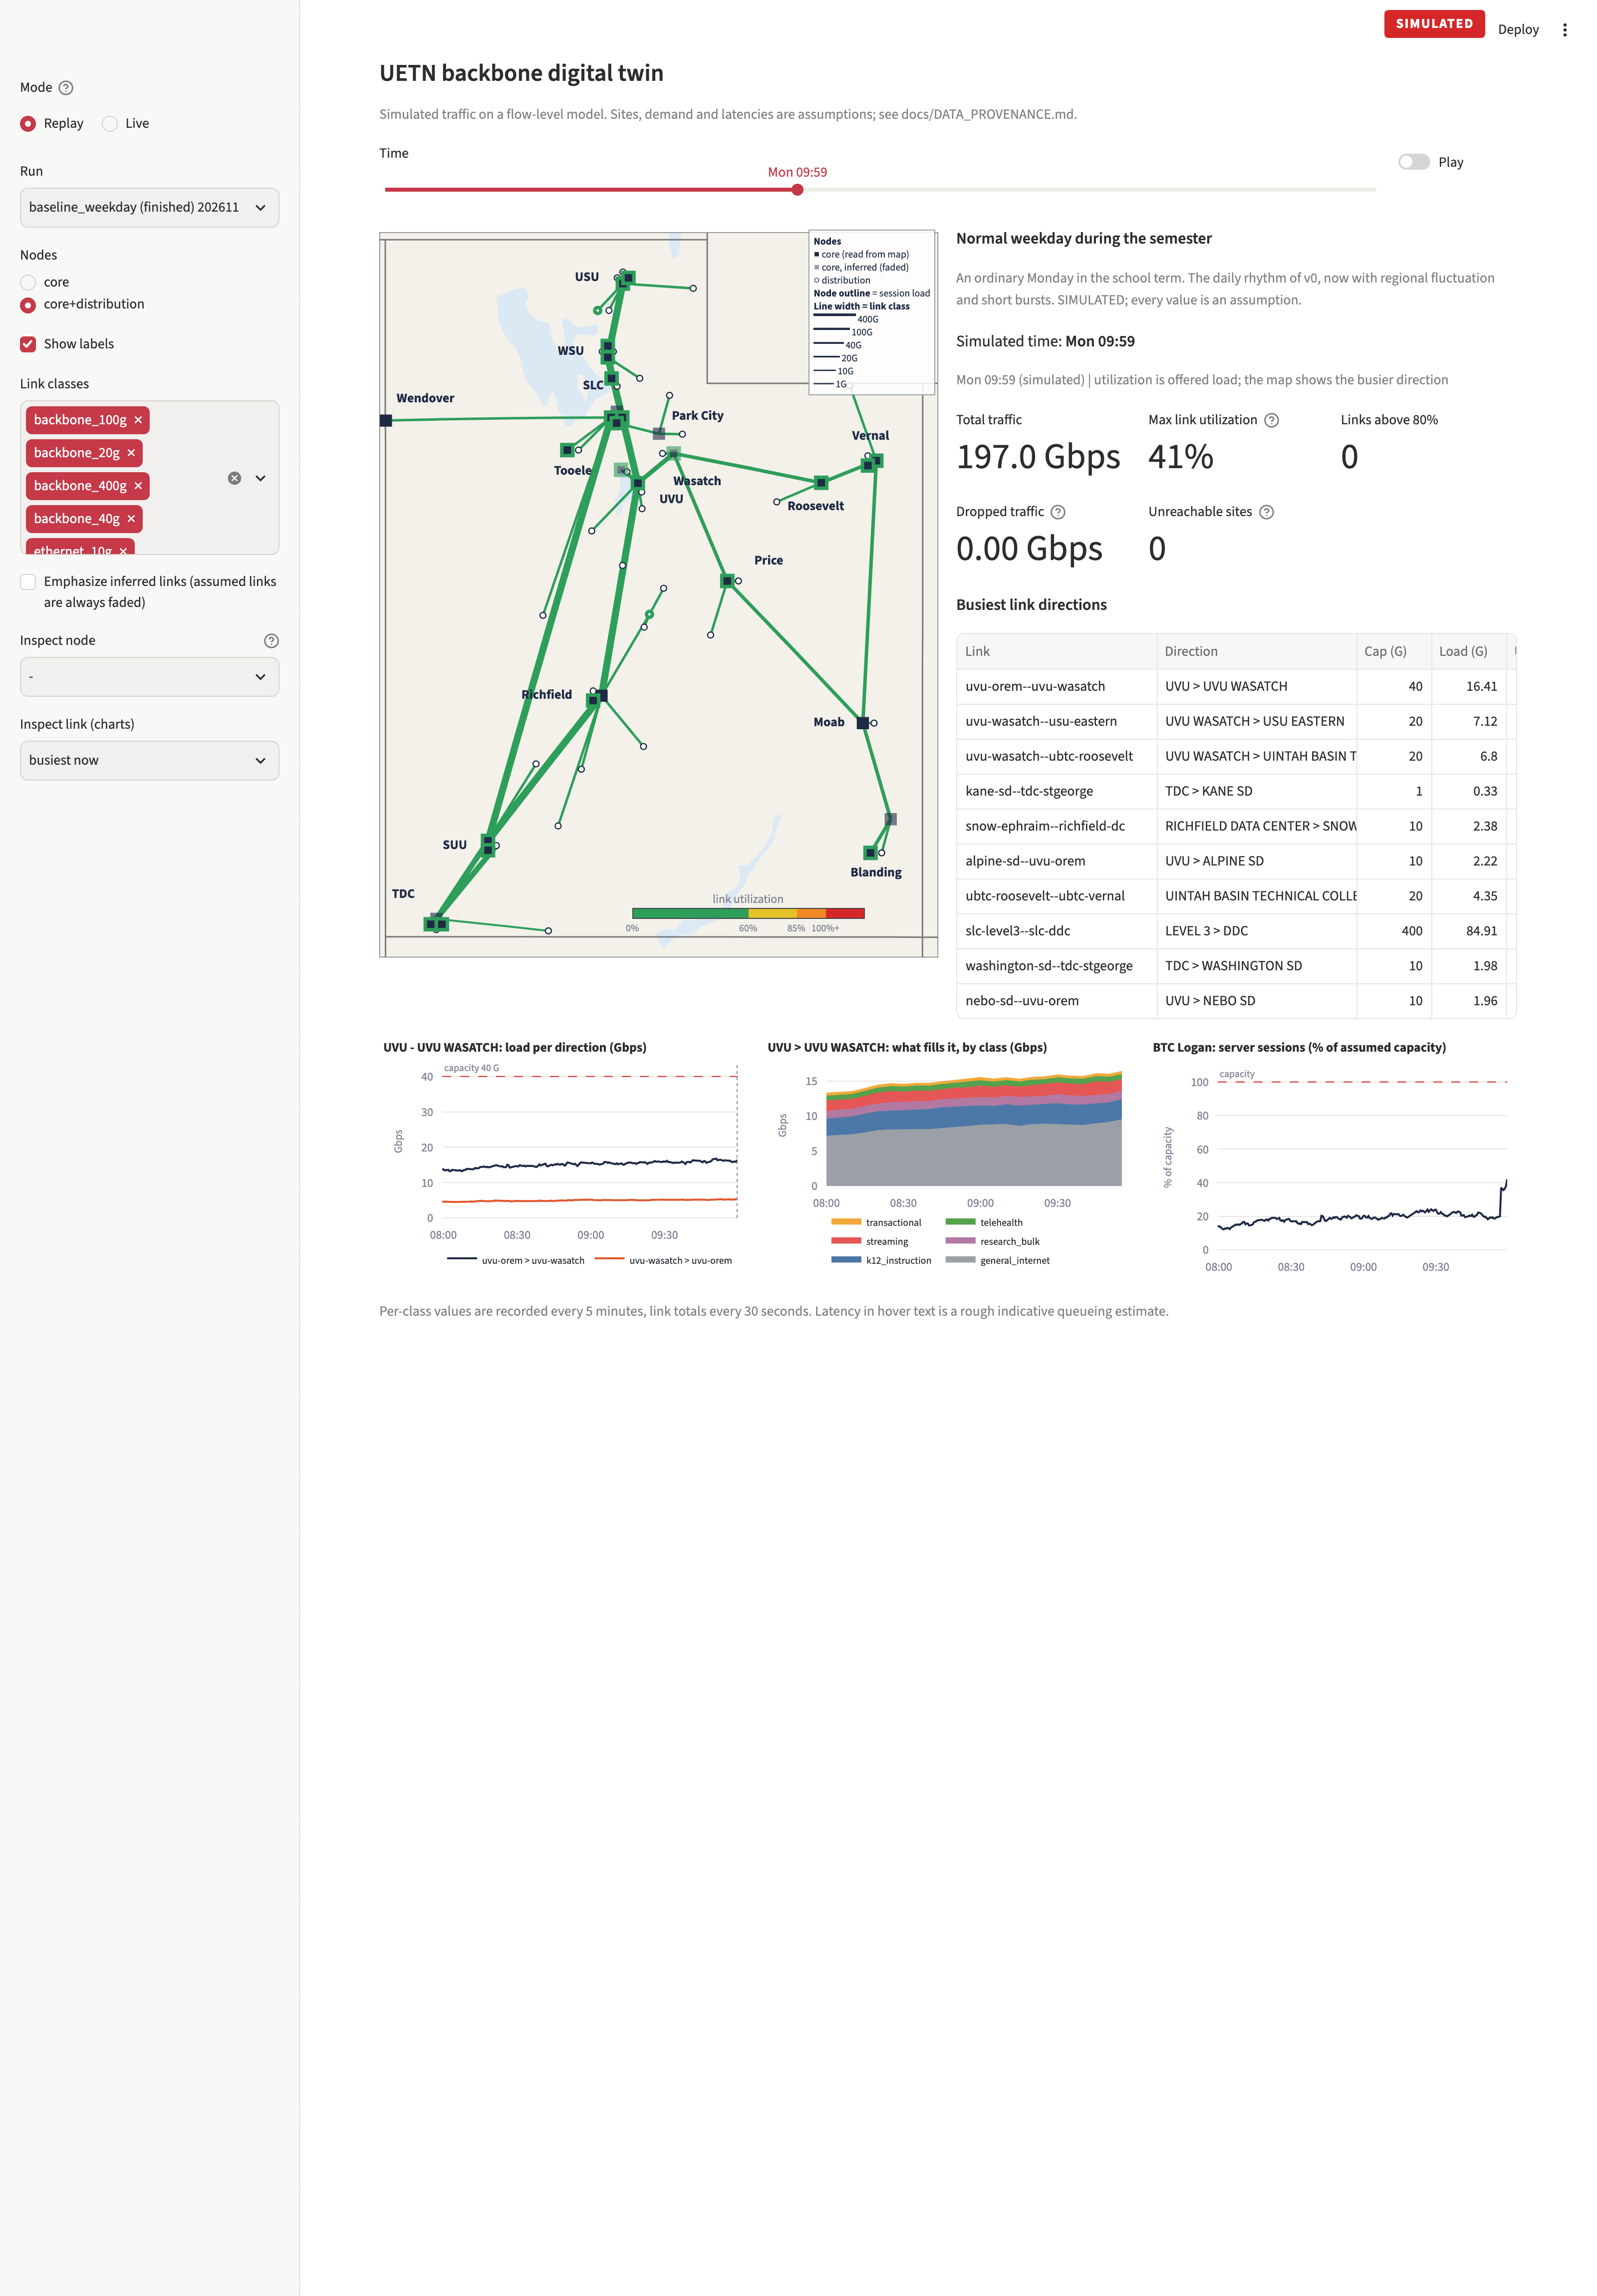 SIMULATED
Deploy
Mode
Replay
Live
Run
baseline_weekday (finished) 202611
Nodes
core
core+distribution
Show labels
Link classes
backbone_100g
backbone_20g
backbone_400g
backbone_40g
ethernet_10g
Emphasize inferred links (assumed links
are always faded)
Inspect node
-
Inspect link (charts)
busiest now
UETN backbone digital twin
Simulated traffic on a flow-level model. Sites, demand and latencies are assumptions; see docs/DATA_PROVENANCE.md.
Time
Mon 09:59
Play
Nodes
core (read from map)
core, inferred (faded)
distribution
Node outline = session load
Line width = link class
400G
100G
40G
20G
10G
1G
USU
WSU
SLC
Wendover
Park City
Vernal
Tooele
Wasatch
UVU
Roosevelt
Price
Richfield
Moab
SUU
Blanding
TDC
link utilization
0%
60%
85%
100%+
Normal weekday during the semester
An ordinary Monday in the school term. The daily rhythm of v0, now with regional fluctuation
and short bursts. SIMULATED; every value is an assumption.
Simulated time: Mon 09:59
Mon 09:59 (simulated) | utilization is offered load; the map shows the busier direction
Total traffic
Max link utilization
Links above 80%
197.0 Gbps
41%
0
Dropped traffic
Unreachable sites
0.00 Gbps
0
Busiest link directions
Link Direction Cap (G) Load (G)
uvu-orem--uvu-wasatch UVU > UVU WASATCH 40 16.41
uvu-wasatch--usu-eastern UVU WASATCH > USU EASTERN 20 7.12
uvu-wasatch--ubtc-roosevelt UVU WASATCH > UINTAH BASIN T 20 6.8
kane-sd--tdc-stgeorge TDC > KANE SD 1 0.33
snow-ephraim--richfield-dc RICHFIELD DATA CENTER > SNOW 10 2.38
alpine-sd--uvu-orem UVU > ALPINE SD 10 2.22
ubtc-roosevelt--ubtc-vernal UINTAH BASIN TECHNICAL COLLE 20 4.35
slc-level3--slc-ddc LEVEL 3 > DDC 400 84.91
washington-sd--tdc-stgeorge TDC > WASHINGTON SD 10 1.98
nebo-sd--uvu-orem UVU > NEBO SD 10 1.96
UVU - UVU WASATCH: load per direction (Gbps)
capacity 40 G
40
30
20
10
0
Gbps
08:00 08:30 09:00 09:30
uvu-orem > uvu-wasatch
uvu-wasatch > uvu-orem
UVU > UVU WASATCH: what fills it, by class (Gbps)
15
10
5
0
Gbps
08:00 08:30 09:00 09:30
transactional
telehealth
streaming
research_bulk
k12_instruction
general_internet
BTC Logan: server sessions (% of assumed capacity)
capacity
100
80
60
40
20
0
% of capacity
08:00 08:30 09:00 09:30
Per-class values are recorded every 5 minutes, link totals every 30 seconds. Latency in hover text is a rough indicative queueing estimate.